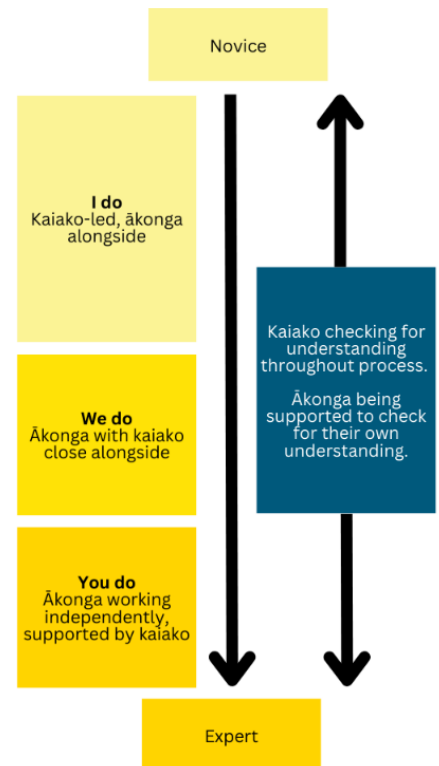 Novice
I do
Kaiako-led, ākonga
alongside
We do
Ākonga with kaiako
close alongside
You do
Ākonga working
independently,
supported by kaiako
Kaiako checking for
understanding
throughout process.
Ākonga being
supported to check
for their own
understanding.
Expert